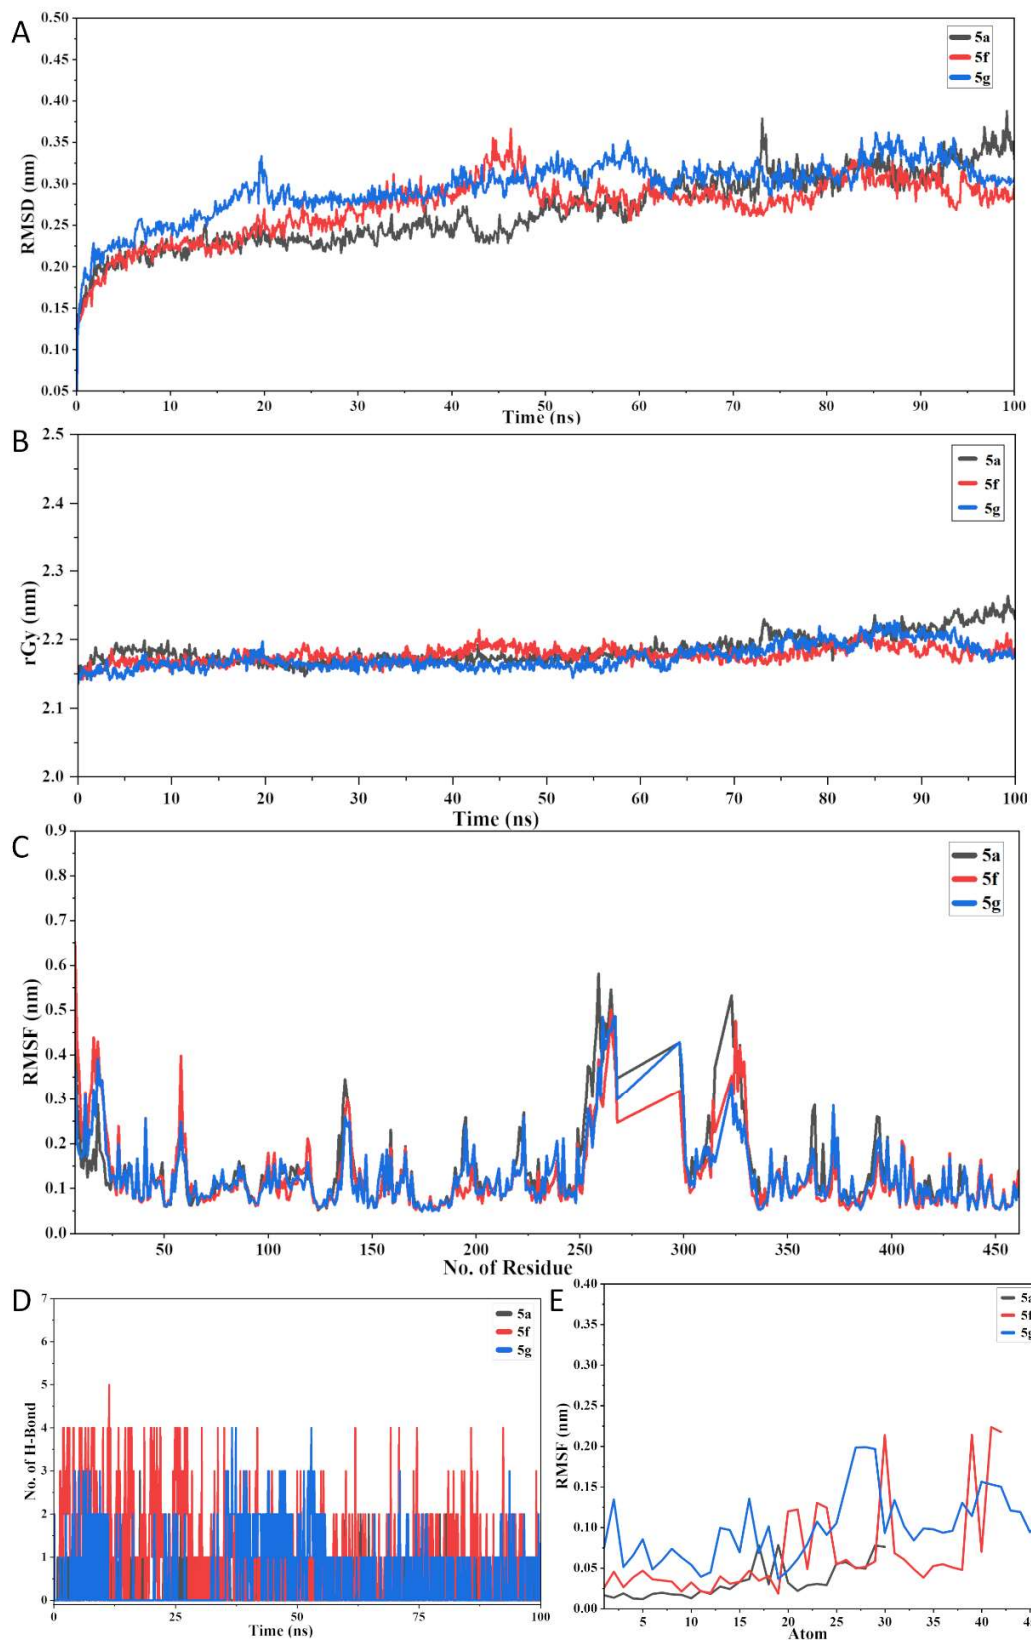 A
RMSD (nm)
0.50
0.45
0.40
0.35
0.30
0.25
0.20
0.15
0.10
0.05
5a
5f
5g
0 10 20 30 40 50 60 70 80 90 100
Time (ns)
B
rGy (nm)
2.5
2.4
2.3
2.2
2.1
2.0
5a
5f
5g
0 10 20 30 40 50 60 70 80 90 100
Time (ns)
C
RMSF (nm)
0.9
0.8
0.7
0.6
0.5
0.4
0.3
0.2
0.1
0.0
5a
5f
5g
50 100 150 200 250 300 350 400 450
No. of Residue
D
No. of H-Bond
7
6
5
4
3
2
1
0
5a
5f
5g
0 25 50 75 100
Time (ns)
E
RMSF (nm)
0.40
0.35
0.30
0.25
0.20
0.15
0.10
0.05
0.00
5a
5f
5g
5 10 15 20 25 30 35 40 45
Atom